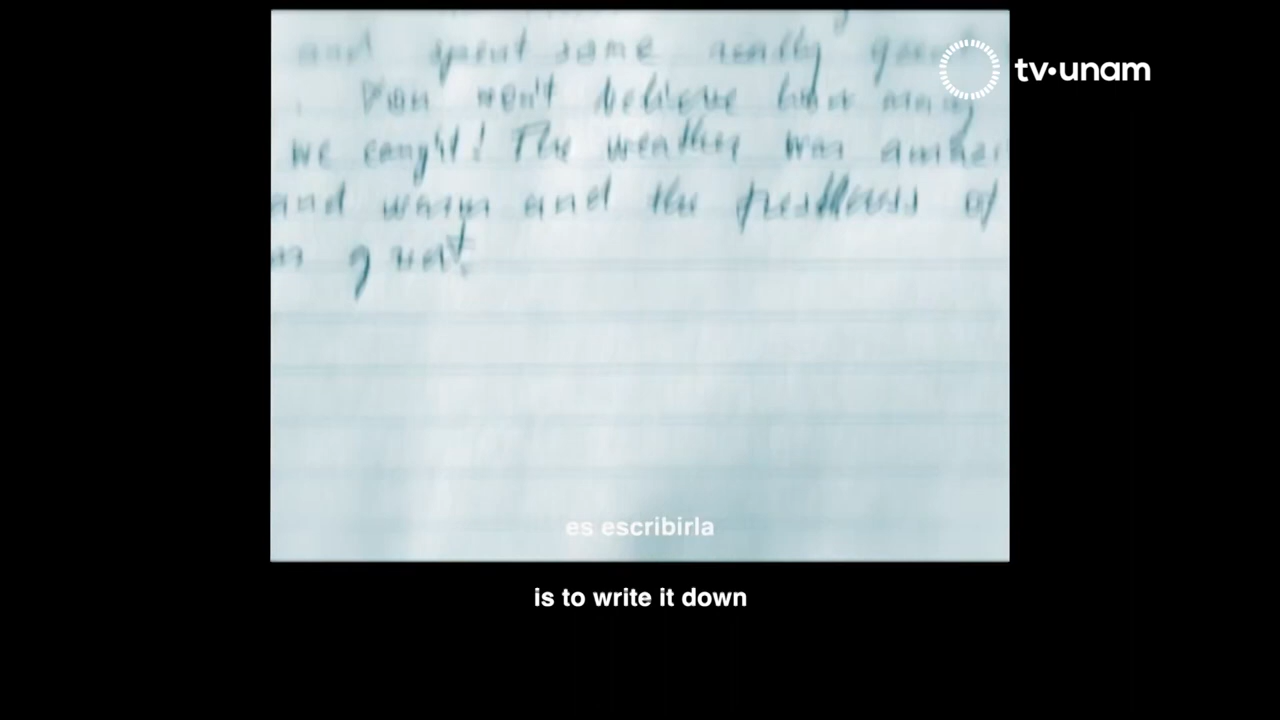 and spent some really good
tv·unam
. You won't believe how many
we caught! The weather was
and warm and the freshness of
great.
es escribirla
is to write it down